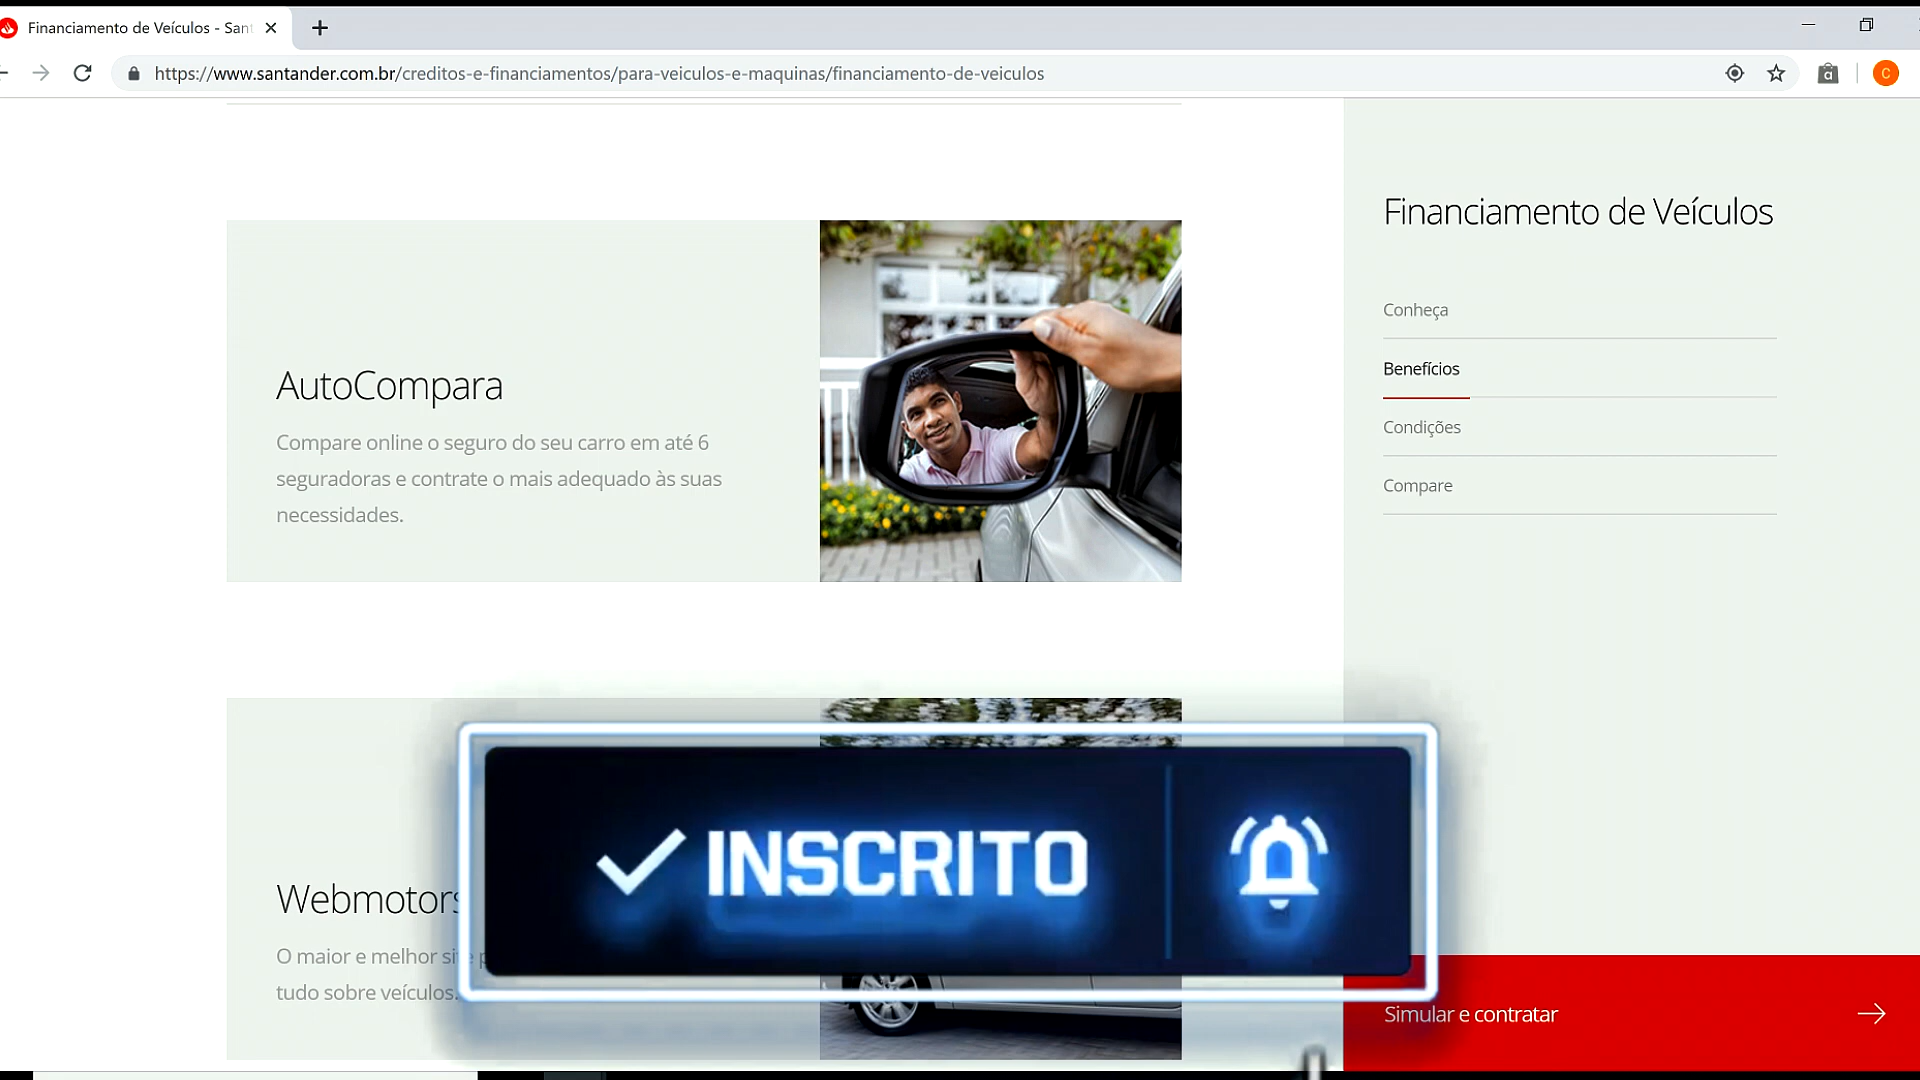 Financiamento de Veículos - San
https://www.santander.com.br/creditos-e-financiamentos/para-veiculos-e-maquinas/financiamento-de-veiculos
C
AutoCompara
Compare online o seguro do seu carro em até 6
seguradoras e contrate o mais adequado às suas
necessidades.
Webmotors
O maior e melhor site
tudo sobre veículos.
INSCRITO
Financiamento de Veículos
Conheça
Benefícios
Condições
Compare
Simular e contratar